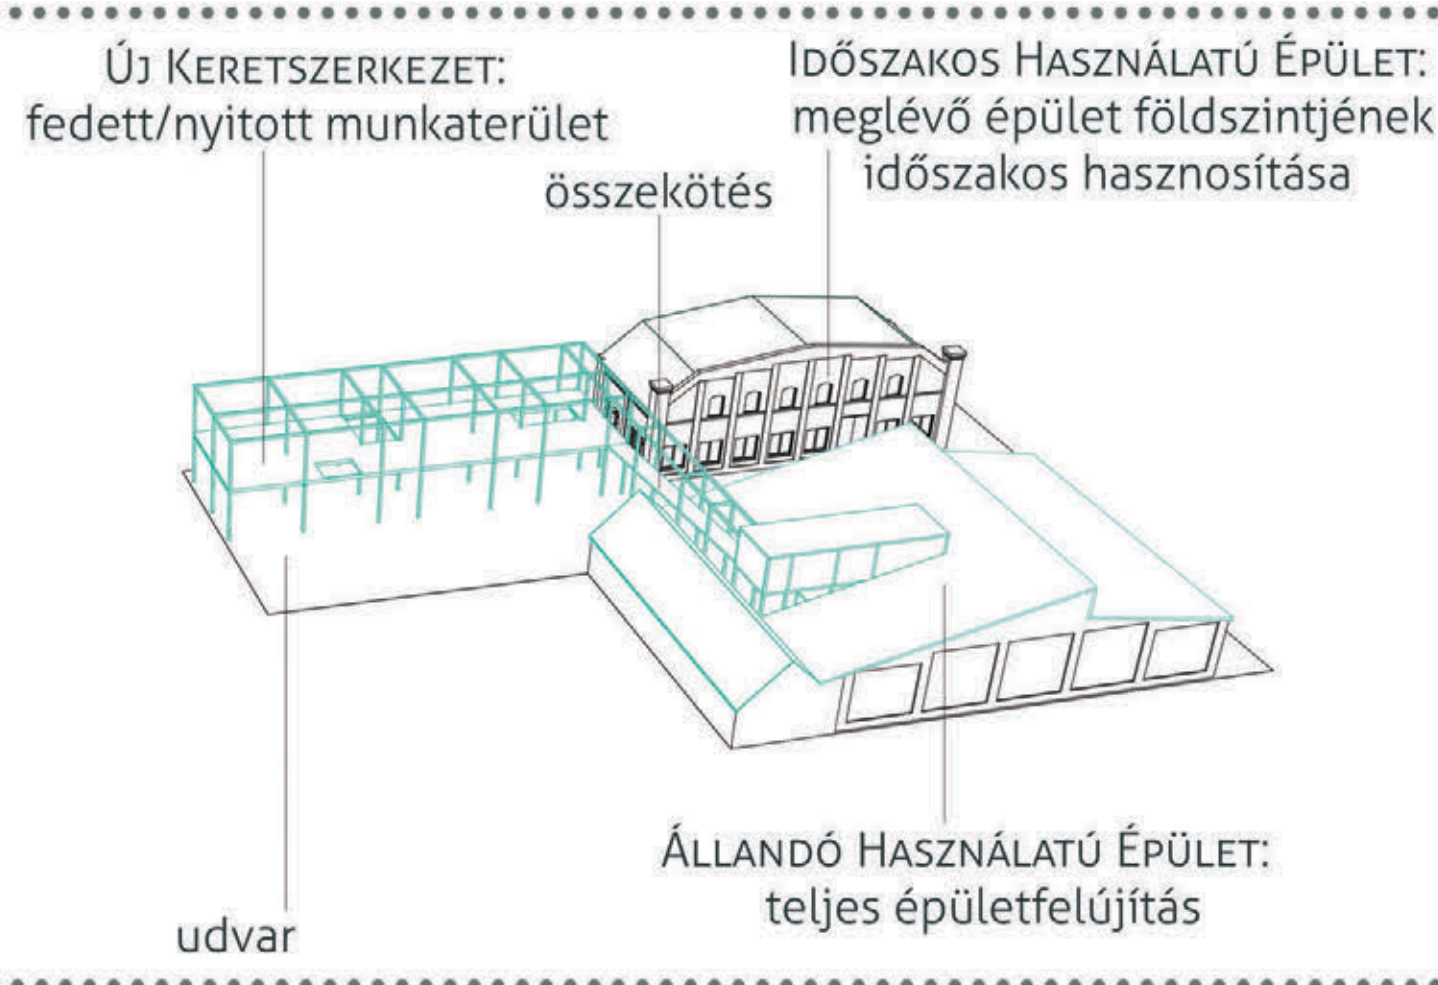 Új Keretszerkezet:
fedett/nyitott munkaterület
Időszakos Használatú Épület:
meglévő épület földszintjének
időszakos hasznosítása
összekötés
Állandó Használatú Épület:
teljes épületfelújítás
udvar